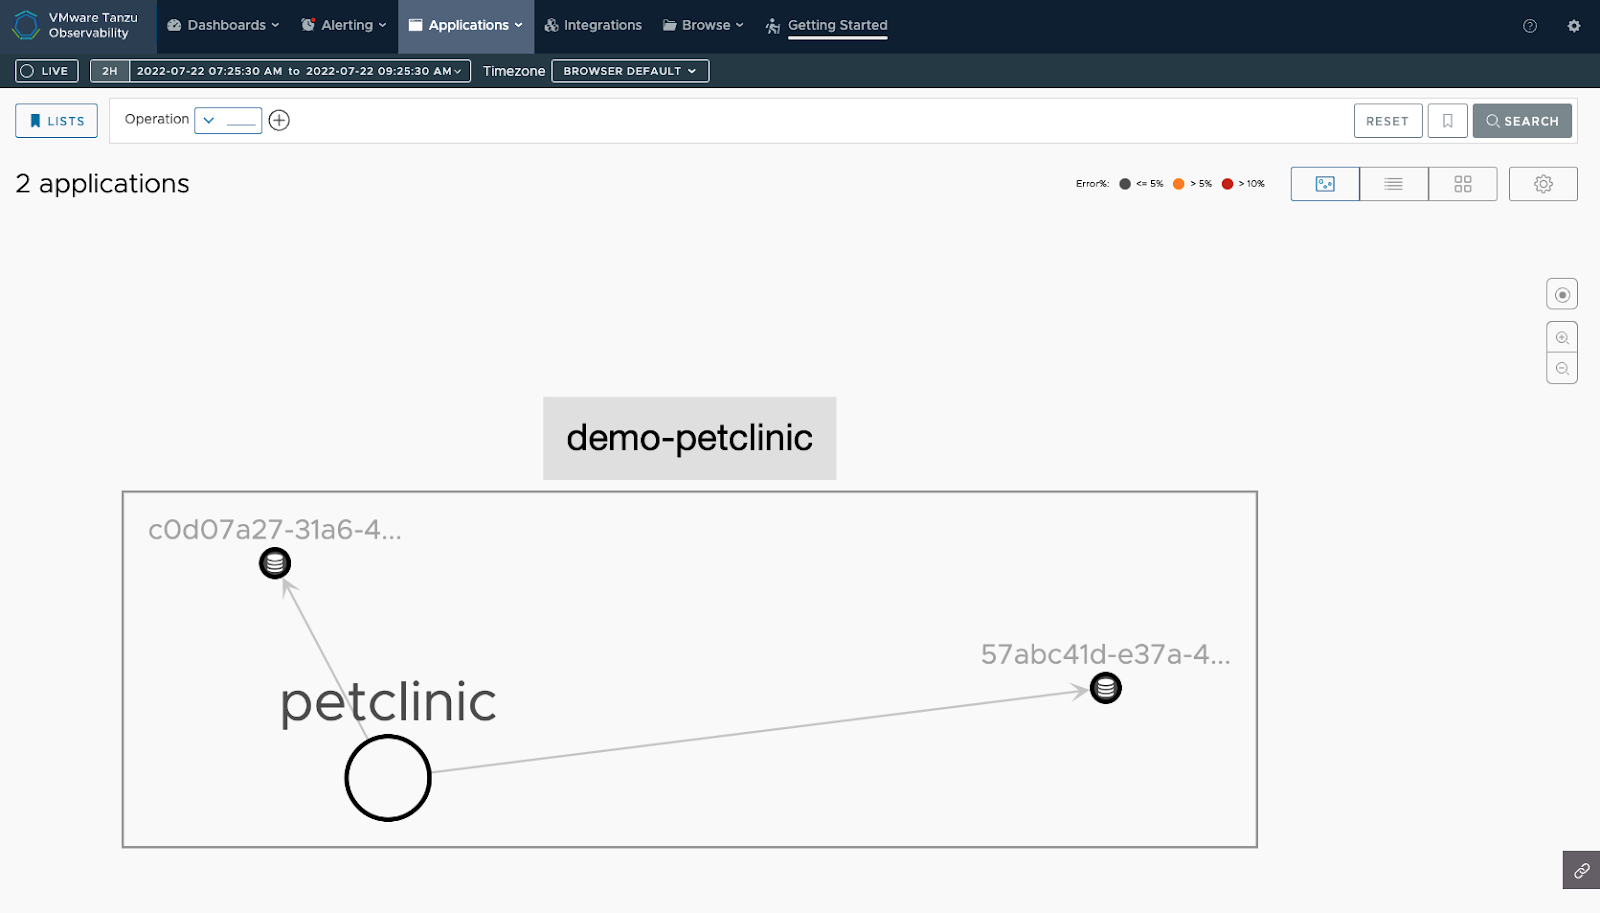 VMware Tanzu
Observability
Dashboards Alerting Applications Integrations Browse Getting Started
LIVE 2H 2022-07-22 07:25:30 AM to 2022-07-22 09:25:30 AM Timezone BROWSER DEFAULT
LISTS Operation RESET SEARCH
2 applications Error%: <= 5% > 5% > 10%
demo-petclinic
c0d07a27-31a6-4...
57abc41d-e37a-4...
petclinic